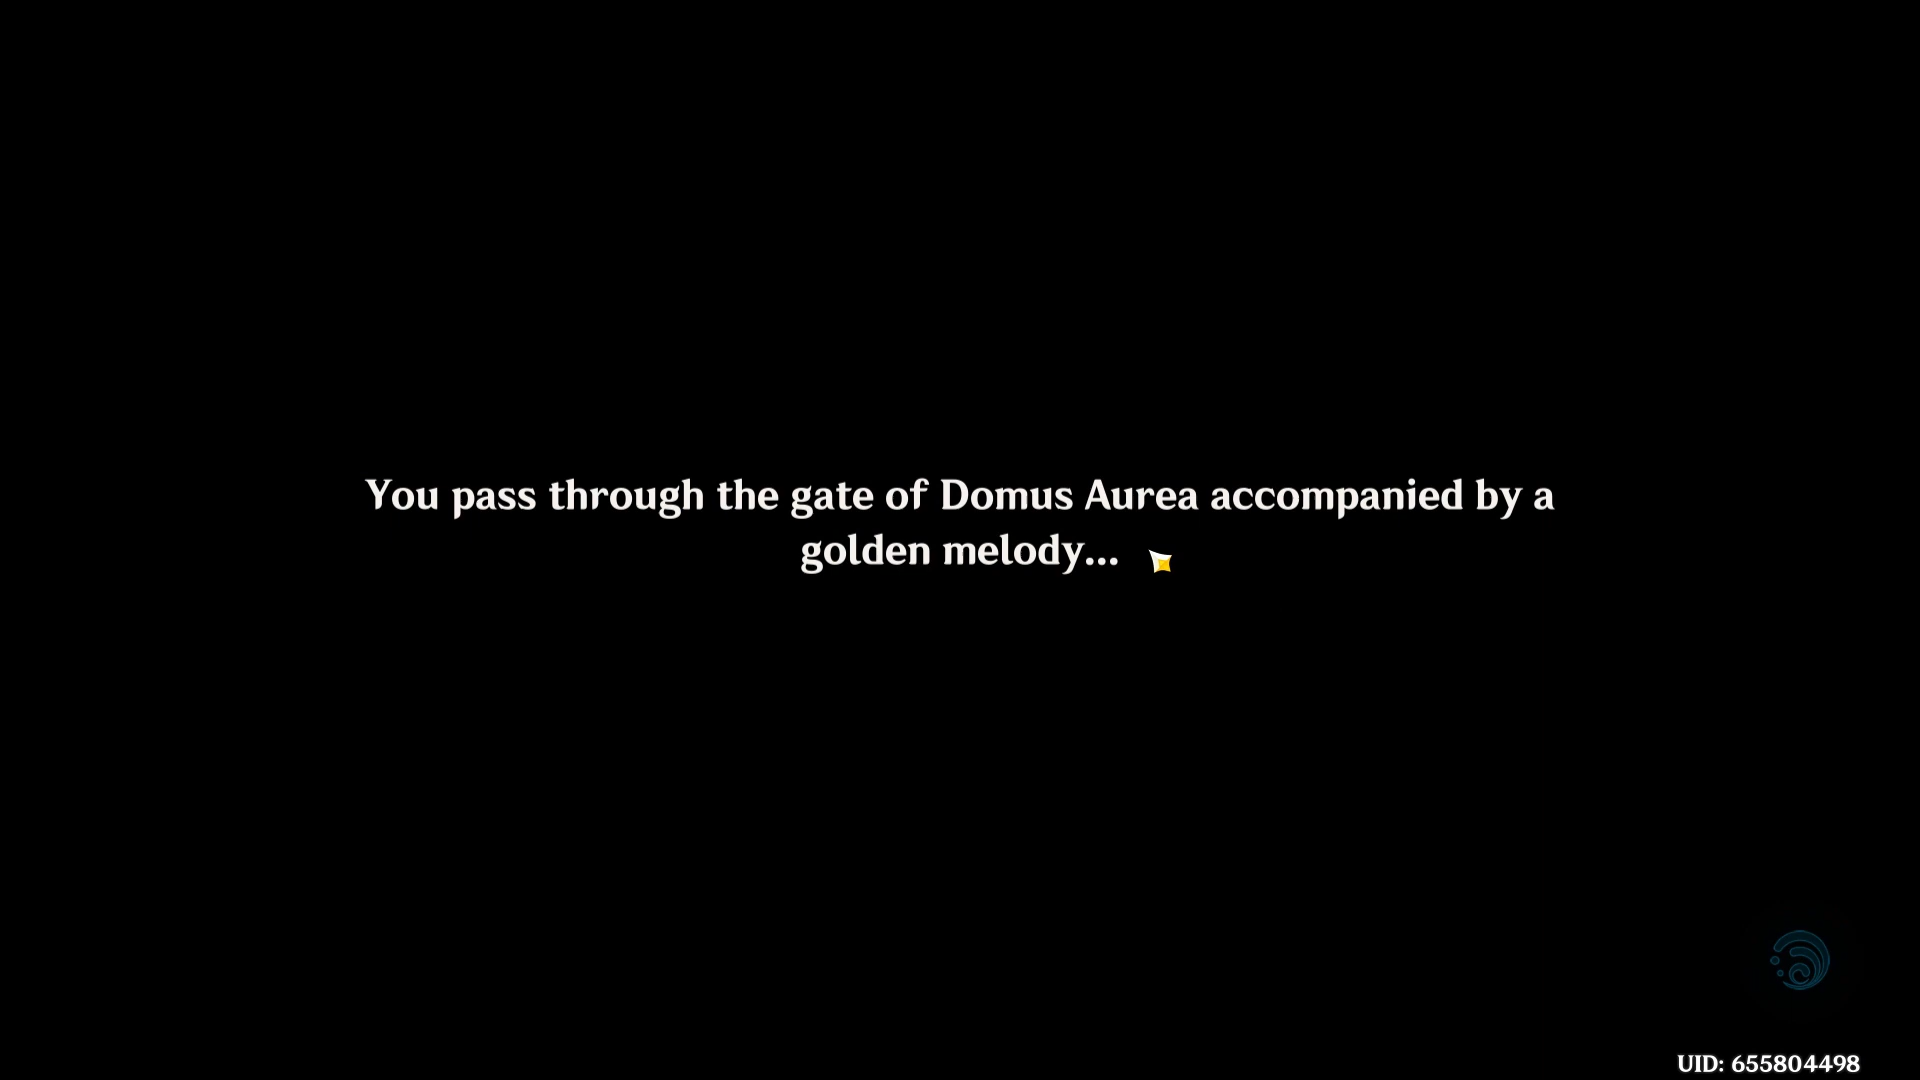 You pass through the gate of Domus Aurea accompanied by a
golden melody...
UID: 655804498